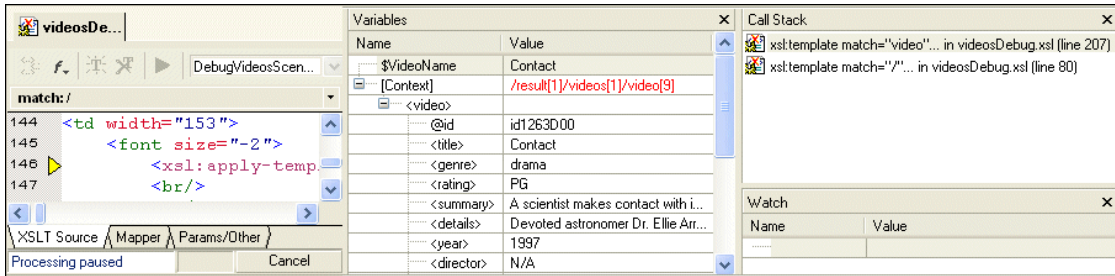 videosDe...
DebugVideosScen...
match: /
144 <td width="153">
145 <font size="-2">
146 <xsl:apply-temp.
147 <br/>
XSLT Source Mapper Params/Other
Processing paused Cancel
Variables
Name Value
$VideoName Contact
[Context] /result[1]/videos[1]/video[9]
<video>
@id id1263D00
<title> Contact
<genre> drama
<rating> PG
<summary> A scientist makes contact with i...
<details> Devoted astronomer Dr. Ellie Arr...
<year> 1997
<director> N/A
Call Stack
xsl:template match="video"... in videosDebug.xsl (line 207)
xsl:template match="/"... in videosDebug.xsl (line 80)
Watch
Name Value